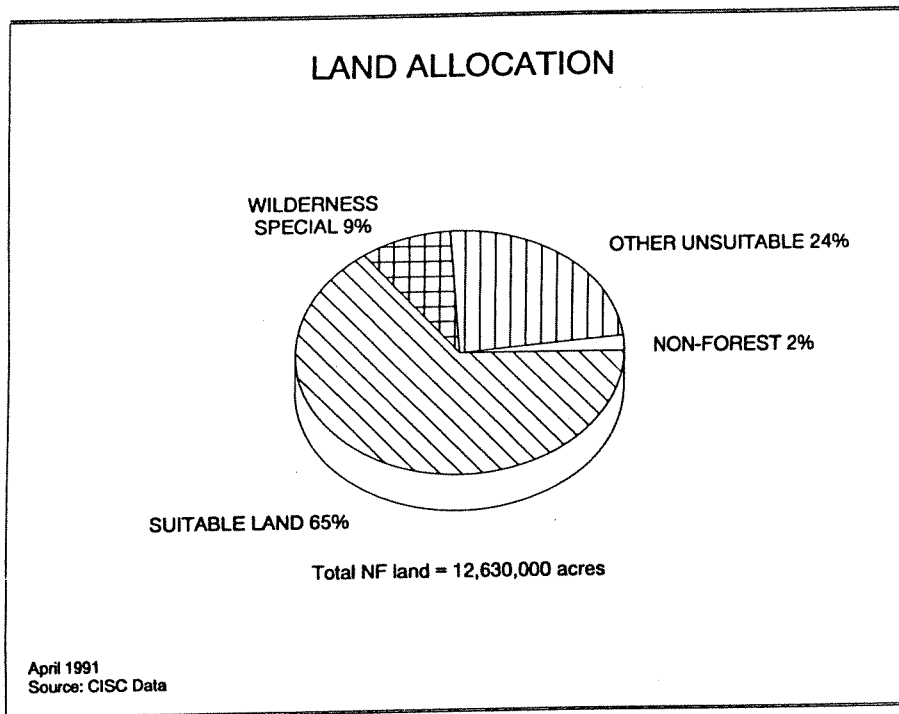 LAND ALLOCATION
WILDERNESS
SPECIAL 9%
OTHER UNSUITABLE 24%
NON-FOREST 2%
SUITABLE LAND 65%
Total NF land = 12,630,000 acres
April 1991
Source: CISC Data